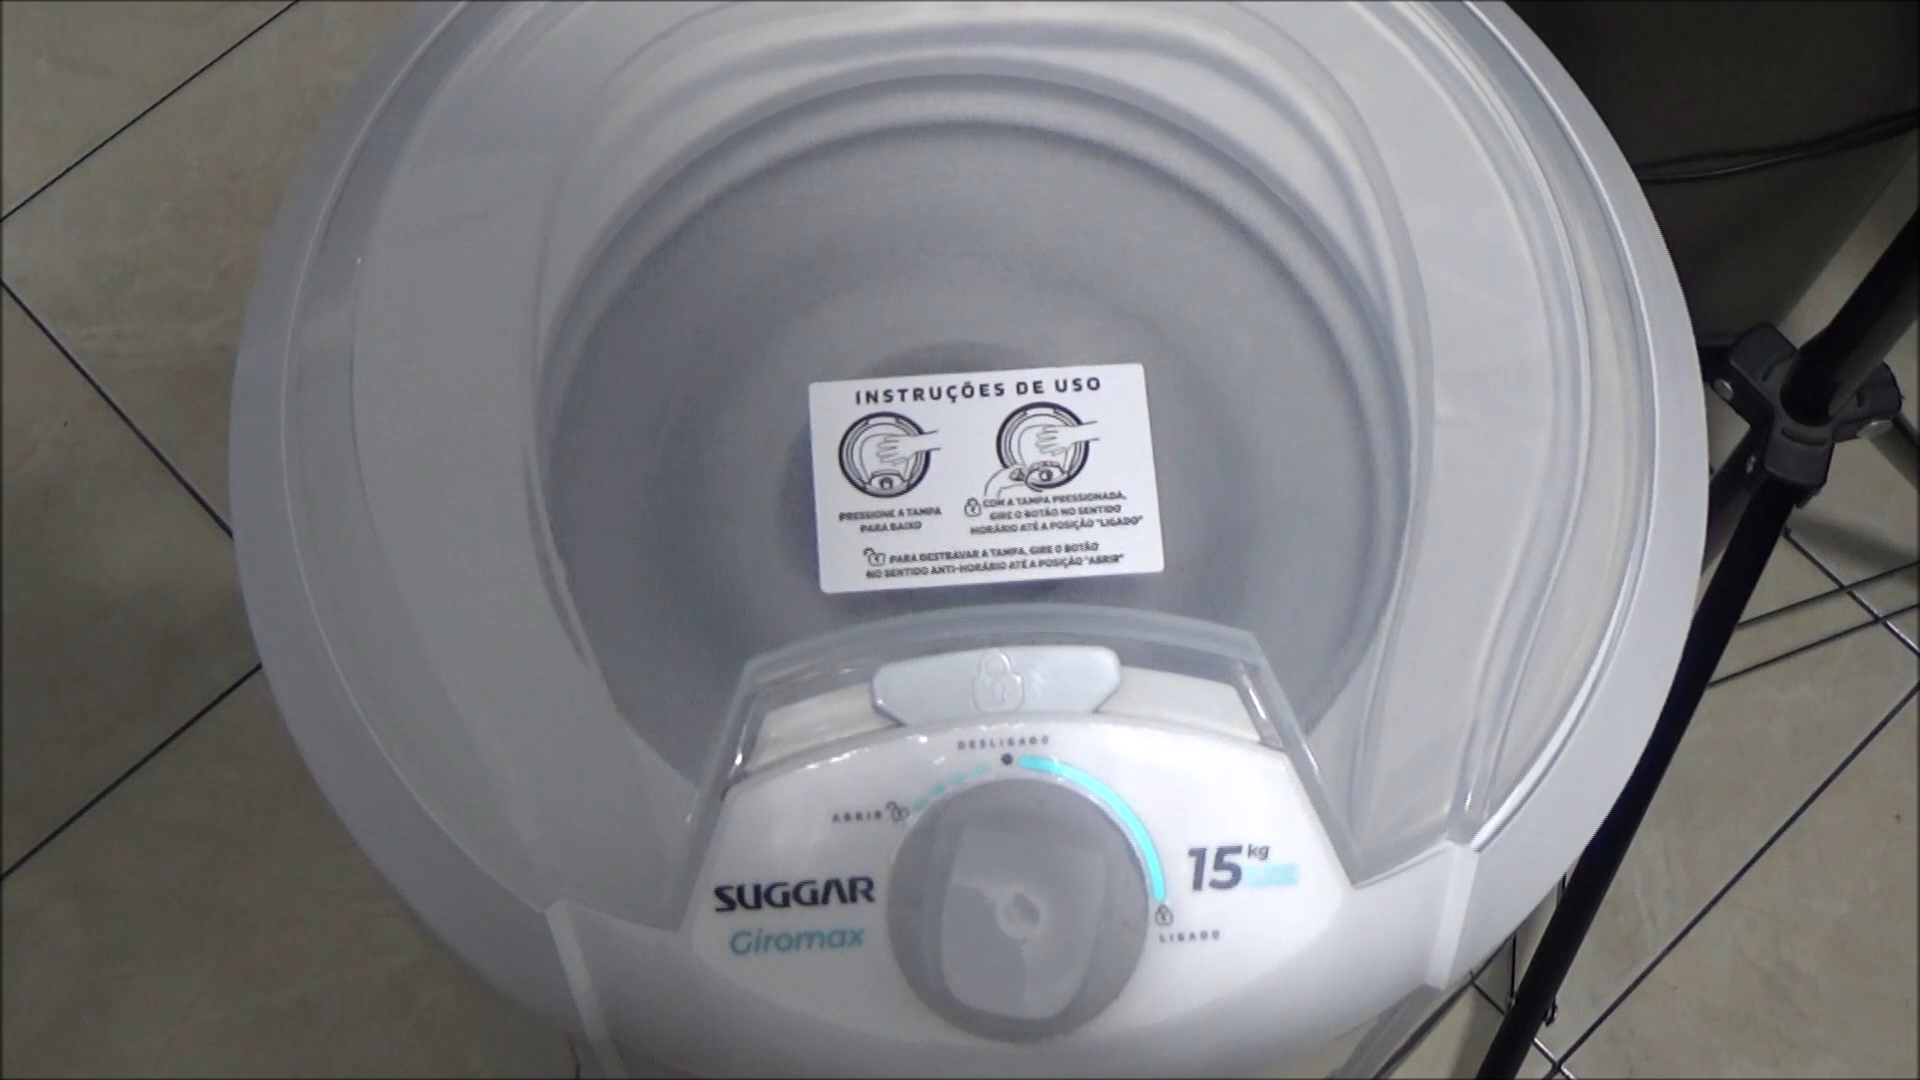 INSTRUÇÕES DE USO
PRESSIONE A TAMPA
PARA BAIXO
COM A TAMPA PRESSIONADA,
GIRE O BOTÃO NO SENTIDO
HORÁRIO ATÉ A POSIÇÃO "LIGADO"
PARA DESTRAVAR A TAMPA, GIRE O BOTÃO
NO SENTIDO ANTI-HORÁRIO ATÉ A POSIÇÃO "ABRIR"
DESLIGADO
ABRIR
15kg
SUGGAR
Giromax
LIGADO